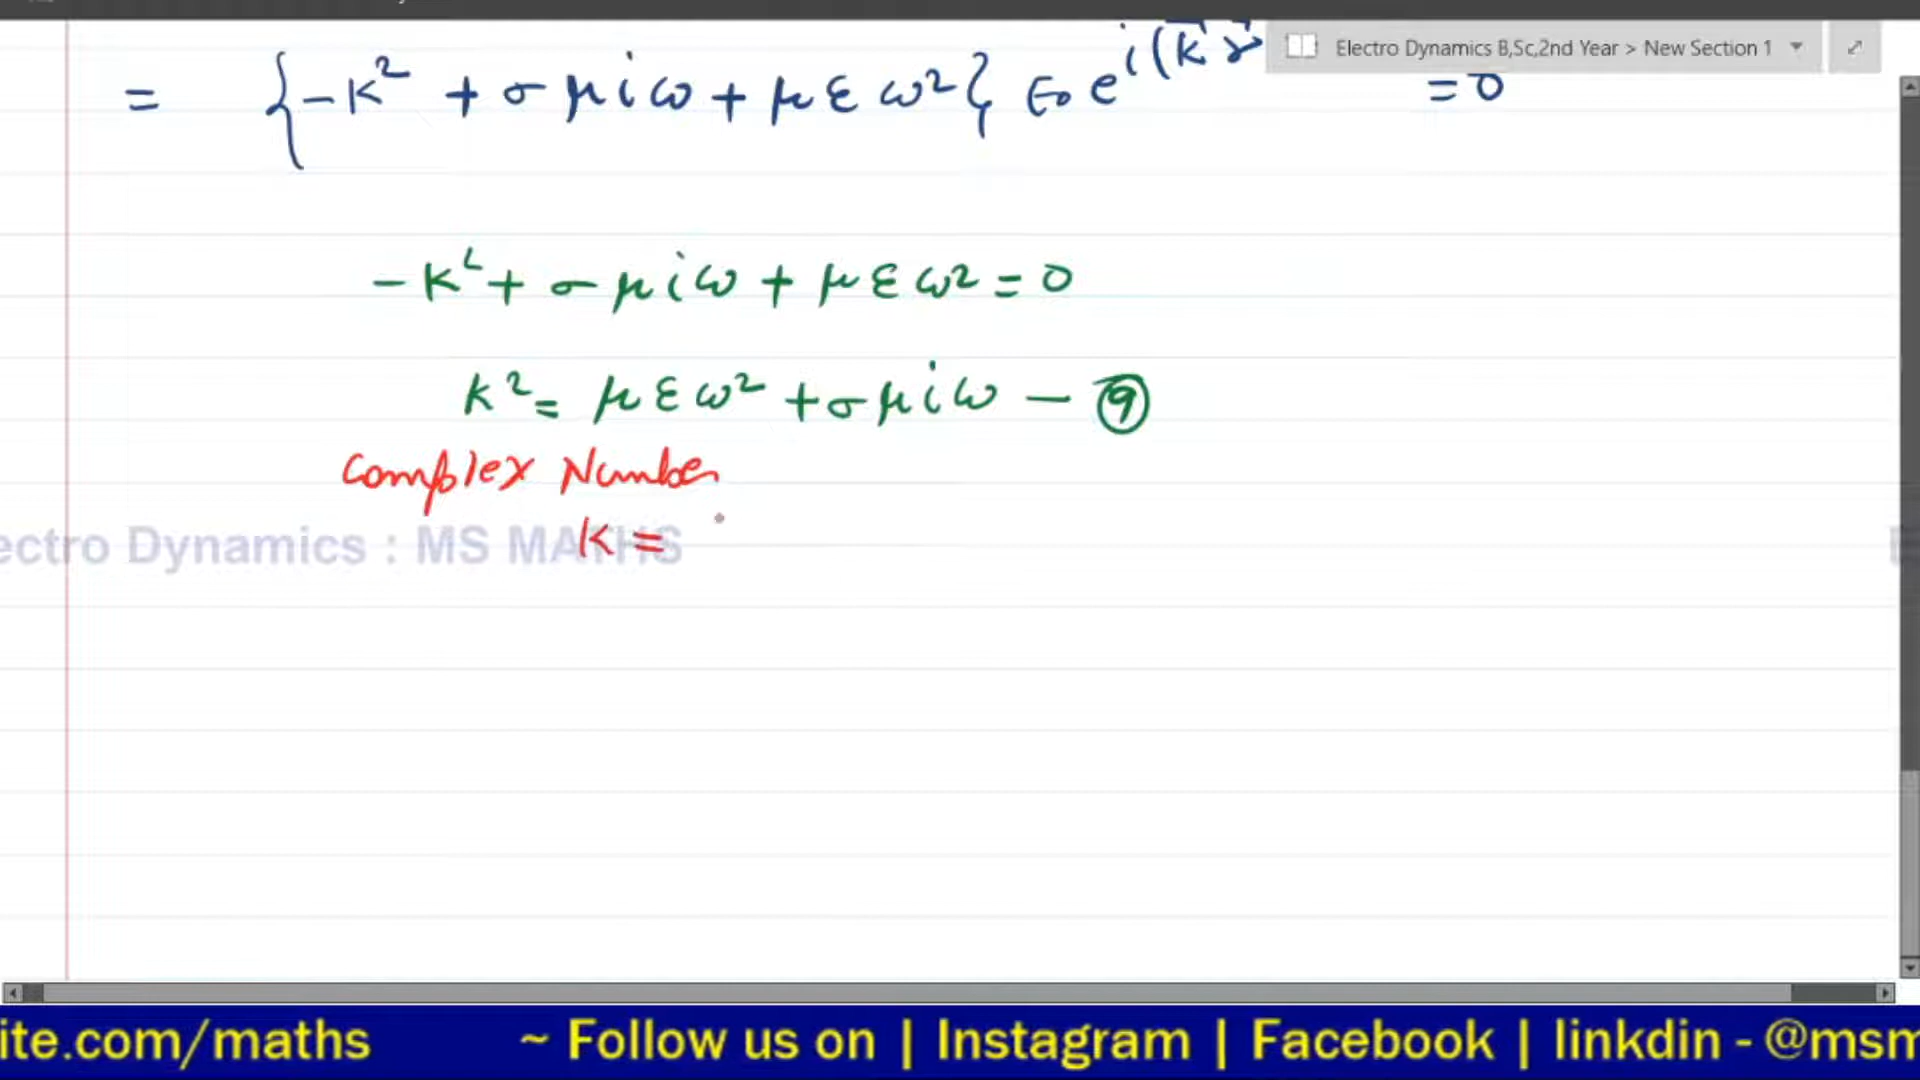 Electro Dynamics B,Sc,2nd Year > New Section 1
= {-K² + σμiω + μεω²} E₀ e^i(k⃗.r⃗ = 0
-K² + σμiω + μεω² = 0
K² = μεω² + σμiω - ⑨
Complex Number
K =
ectro Dynamics : MS MATHS
ite.com/maths ~ Follow us on | Instagram | Facebook | linkdin - @msm